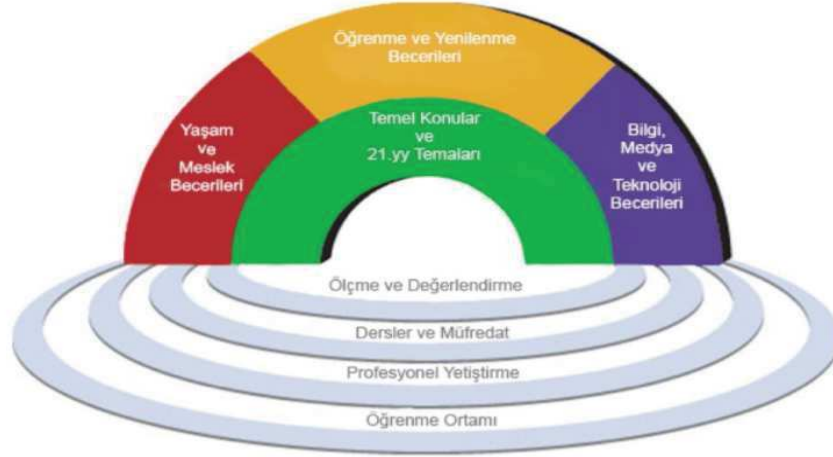 Öğrenme ve Yenilenme
Becerileri
Yaşam
ve
Meslek
Becerileri
Temel Konular
ve
21.yy Temaları
Bilgi,
Medya
ve
Teknoloji
Becerileri
Ölçme ve Değerlendirme
Dersler ve Müfredat
Profesyonel Yetiştirme
Öğrenme Ortamı